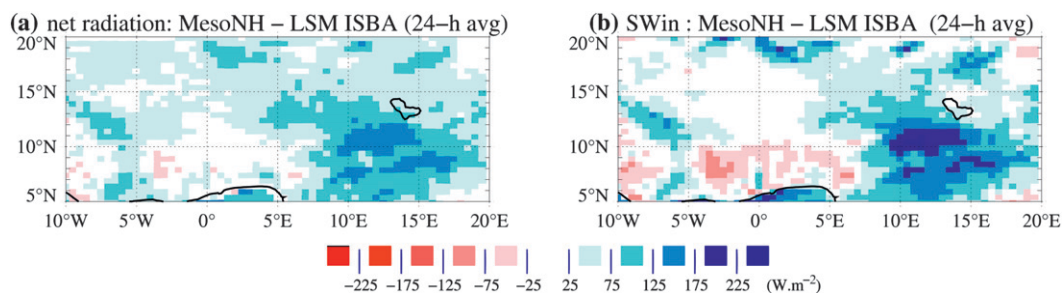 (a) net radiation: MesoNH − LSM ISBA (24−h avg)
20°N
15°N
10°N
5°N
10°W 5°W 0° 5°E 10°E 15°E 20°E
(b) SWin : MesoNH − LSM ISBA (24−h avg)
20°N
15°N
10°N
5°N
10°W 5°W 0° 5°E 10°E 15°E 20°E
−225 −175 −125 −75 −25 25 75 125 175 225 (W.m−2)